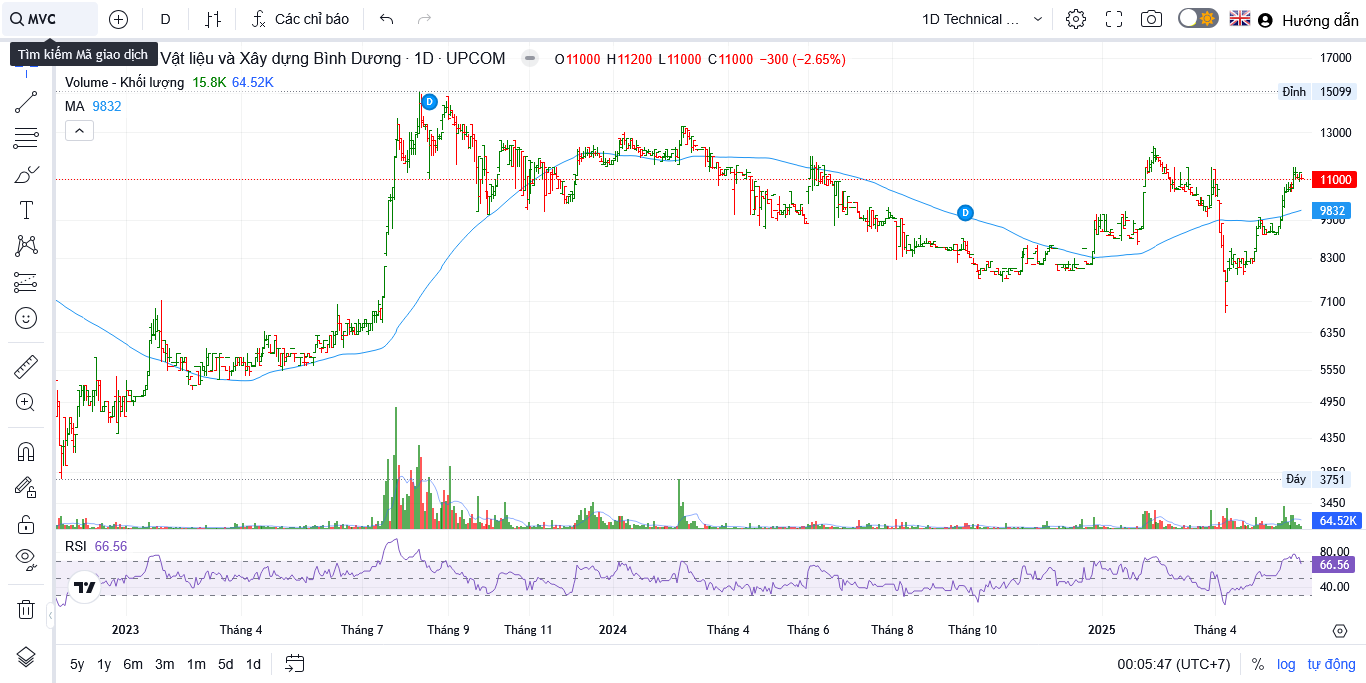 MVC
D
Các chỉ báo
1D Technical ...
Hướng dẫn
Tìm kiếm Mã giao dịch
Vật liệu và Xây dựng Bình Dương · 1D · UPCOM
O11000 H11200 L11000 C11000 −300 (−2.65%)
Volume - Khối lượng 15.8K 64.52K
MA 9832
D
D
17000
Đỉnh 15099
13000
11000
9832
9500
8300
7100
6350
5550
4950
4350
3850
Đáy 3751
3450
64.52K
RSI 66.56
80.00
66.56
40.00
2023 Tháng 4 Tháng 7 Tháng 9 Tháng 11 2024 Tháng 4 Tháng 6 Tháng 8 Tháng 10 2025 Tháng 4
5y 1y 6m 3m 1m 5d 1d
00:05:47 (UTC+7) % log tự động